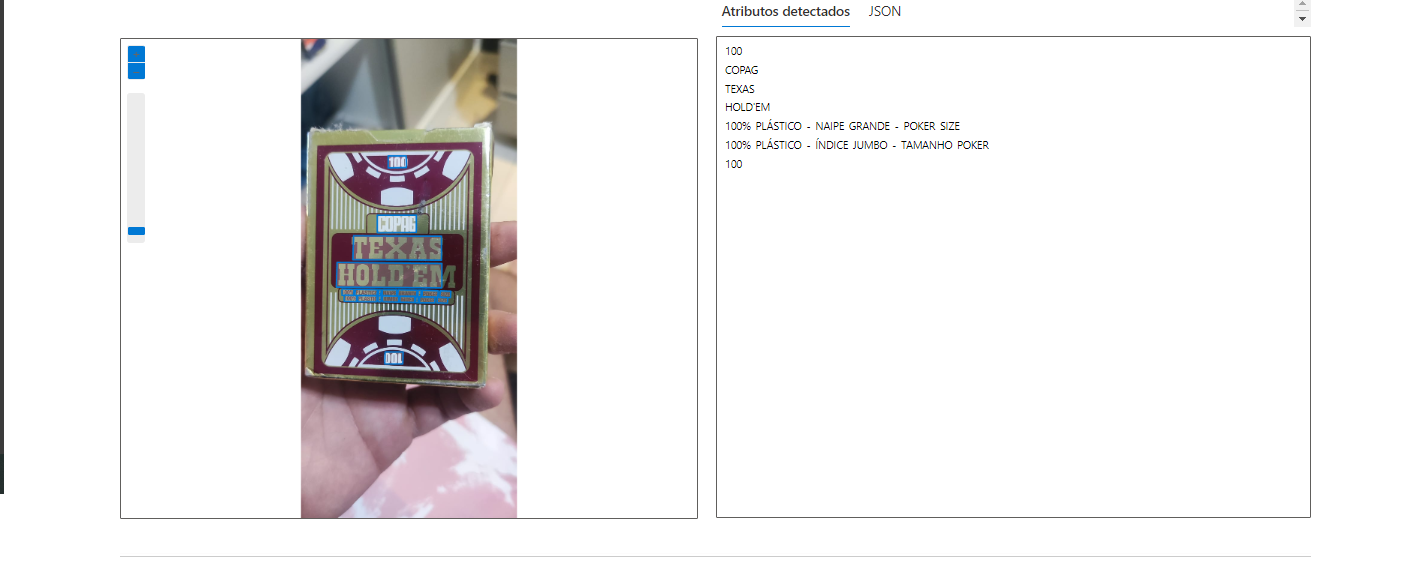 Atributos detectados JSON
100
COPAG
TEXAS
HOLD'EM
100
100
COPAG
TEXAS
HOLD'EM
100% PLÁSTICO - NAIPE GRANDE - POKER SIZE
100% PLÁSTICO - ÍNDICE JUMBO - TAMANHO POKER
100